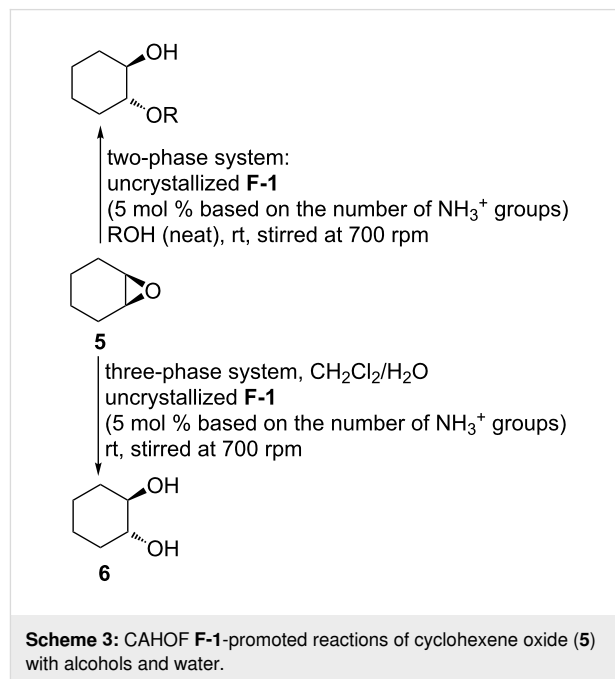 OH
OR
two-phase system:
uncrystallized F-1
(5 mol % based on the number of NH₃⁺ groups)
ROH (neat), rt, stirred at 700 rpm
O
5
three-phase system, CH₂Cl₂/H₂O
uncrystallized F-1
(5 mol % based on the number of NH₃⁺ groups)
rt, stirred at 700 rpm
OH
OH
6
Scheme 3: CAHOF F-1-promoted reactions of cyclohexene oxide (5)
with alcohols and water.